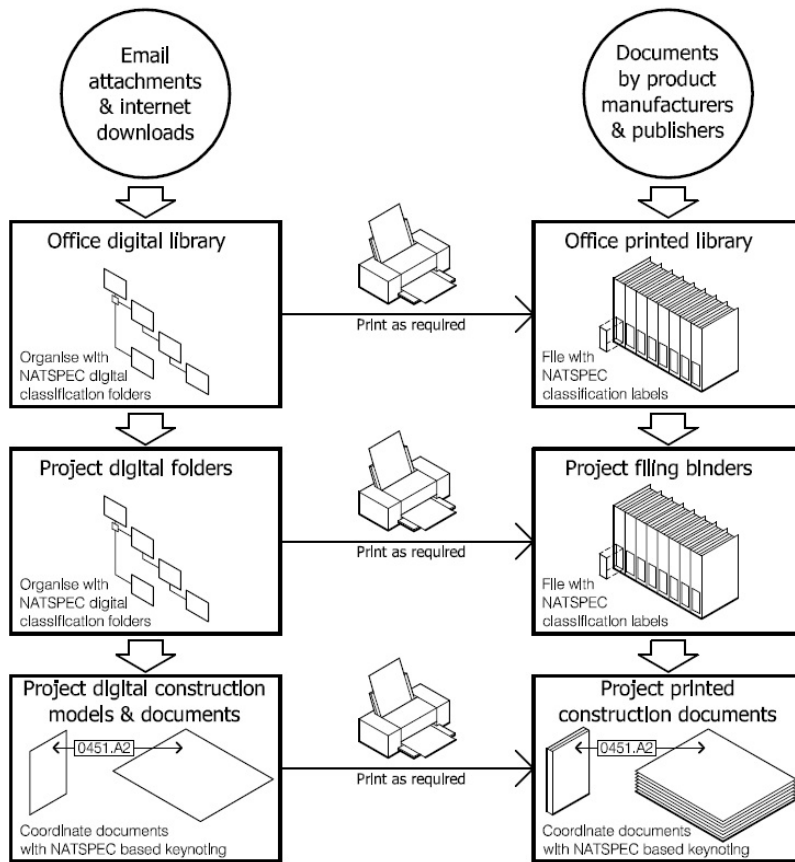 Email
attachments
& internet
downloads
Documents
by product
manufacturers
& publishers
Office digital library
Organise with
NATSPEC digital
classification folders
Print as required
Office printed library
File with
NATSPEC
classification labels
Project digital folders
Organise with
NATSPEC digital
classification folders
Print as required
Project filing binders
File with
NATSPEC
classification labels
Project digital construction
models & documents
0451.A2
Coordinate documents
with NATSPEC based keynoting
Print as required
Project printed
construction documents
0451.A2
Coordinate documents
with NATSPEC based keynoting